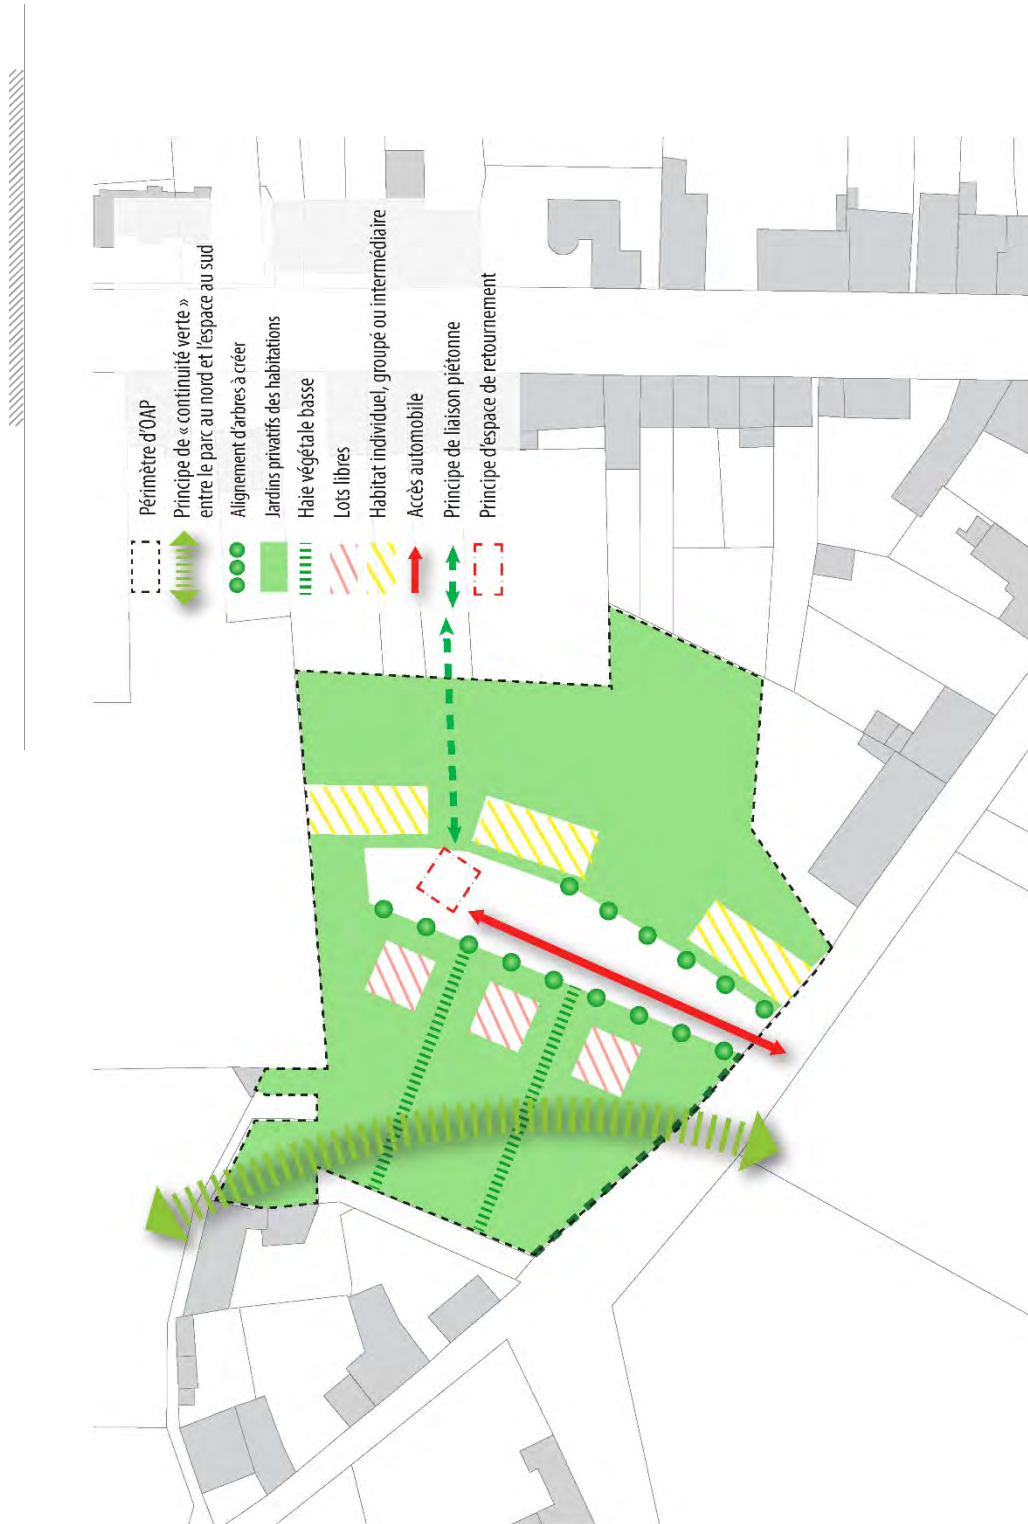 Périmètre d'OAP
Principe de « continuité verte »
entre le parc au nord et l'espace au sud
Alignement d'arbres à créer
Jardins privatifs des habitations
Haie végétale basse
Lots libres
Habitat individuel, groupé ou intermédiaire
Accès automobile
Principe de liaison piétonne
Principe d'espace de retournement